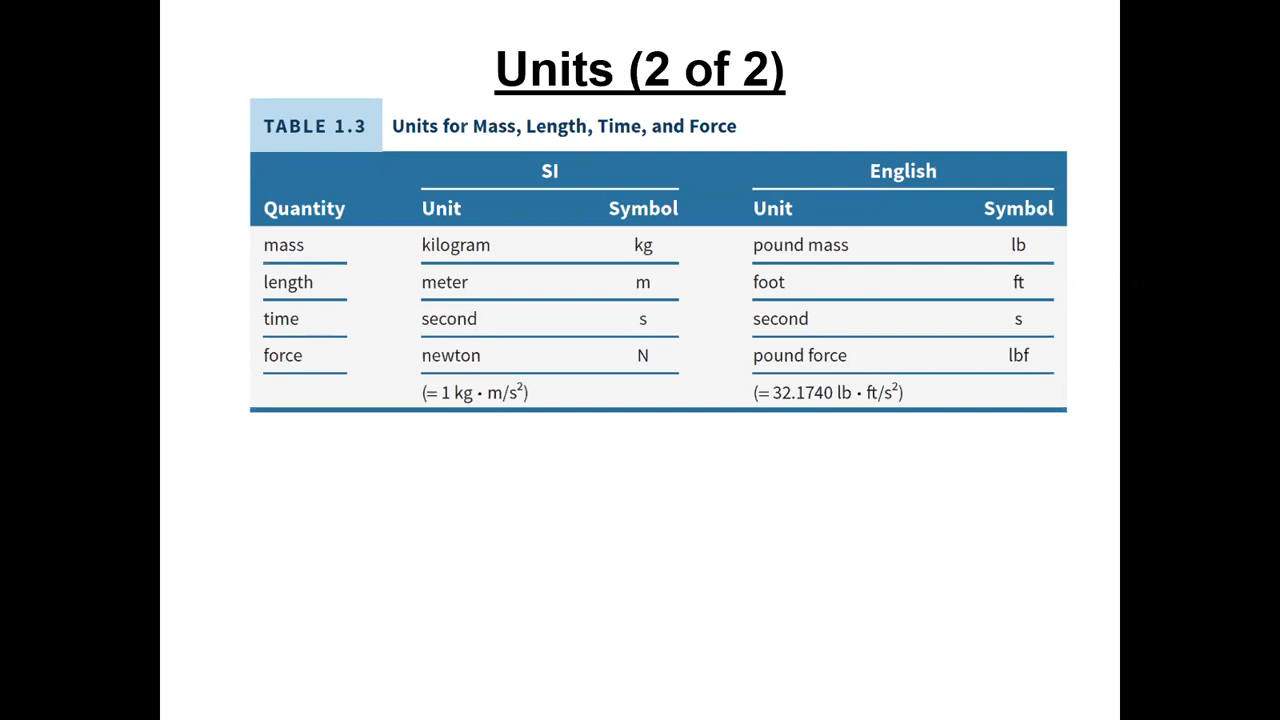 Units (2 of 2)
TABLE 1.3 Units for Mass, Length, Time, and Force
SI English
Quantity Unit Symbol Unit Symbol
mass kilogram kg pound mass lb
length meter m foot ft
time second s second s
force newton N pound force lbf
(= 1 kg • m/s²) (= 32.1740 lb • ft/s²)